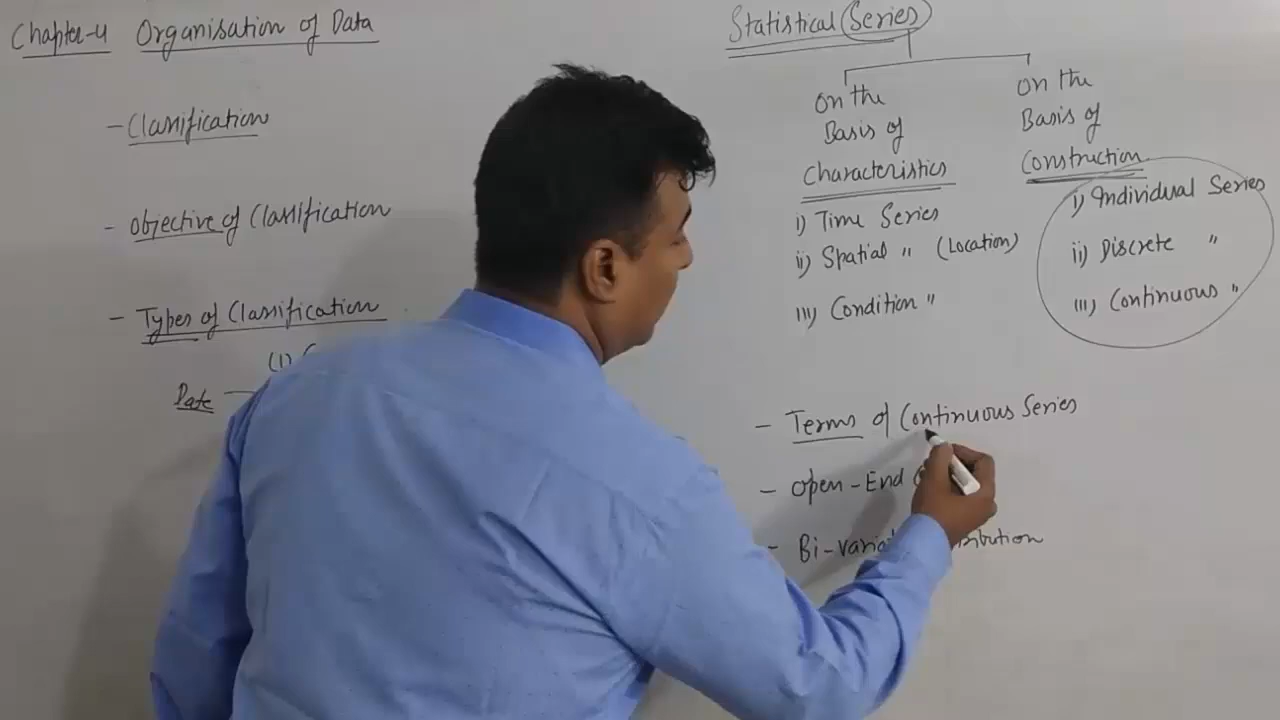 Chapter-4 Organisation of Data
- Classification
- Objective of Classification
- Types of Classification
(1)
Date —
Statistical Series
On the
Basis of
Characteristics
i) Time Series
ii) Spatial " (Location)
iii) Condition "
On the
Basis of
Construction
i) Individual Series
ii) Discrete "
iii) Continuous "
- Terms of Continuous Series
- Open-End
- Bi-variat